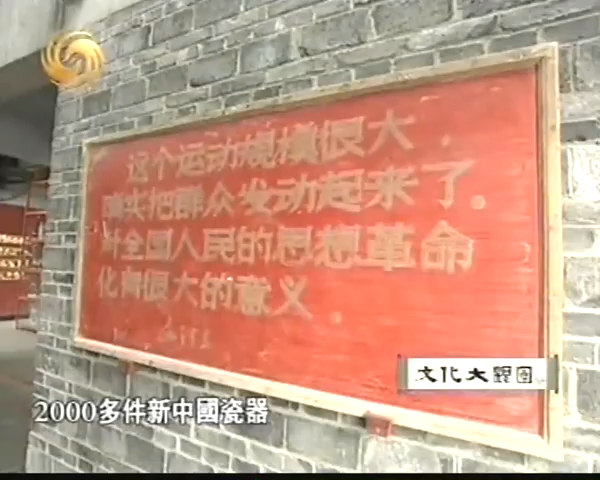 这个运动规模很大
确实把群众发动起来了。
对全国人民的思想革命
化有很大的意义。
文化大觀園
2000多件新中國瓷器